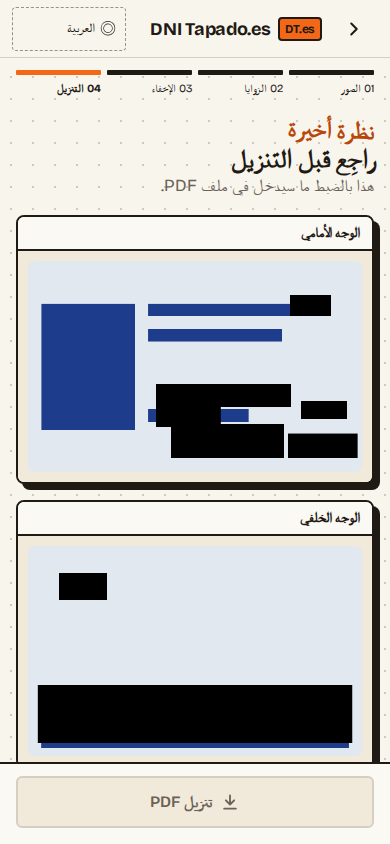 العربية
DNI Tapado.es DT.es
01 الصور
02 الزوايا
03 الإخفاء
04 التنزيل
نظرة أخيرة
راجِع قبل التنزيل
هذا بالضبط ما سيدخل في ملف PDF.
الوجه الأمامي
الوجه الخلفي
تنزيل PDF